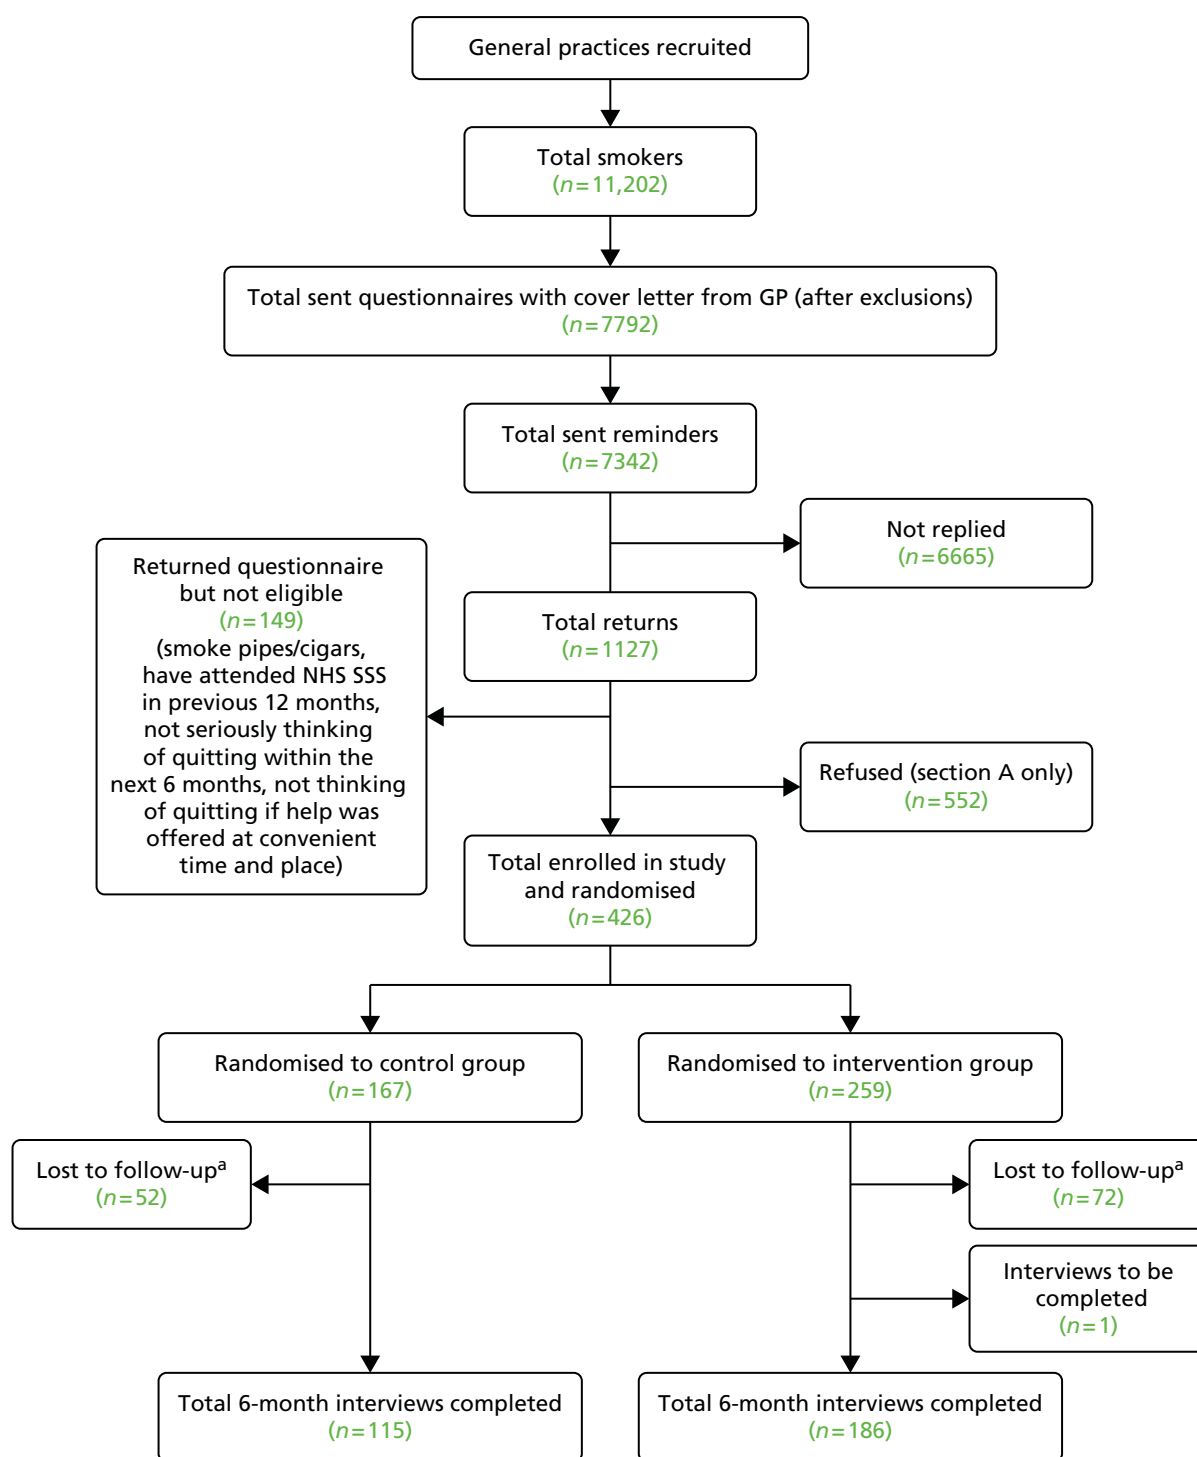 General practices recruited
Total smokers
(n=11,202)
Total sent questionnaires with cover letter from GP (after exclusions)
(n=7792)
Total sent reminders
(n=7342)
Not replied
(n=6665)
Returned questionnaire
but not eligible
(n=149)
(smoke pipes/cigars,
have attended NHS SSS
in previous 12 months,
not seriously thinking
of quitting within the
next 6 months, not thinking
of quitting if help was
offered at convenient
time and place)
Total returns
(n=1127)
Refused (section A only)
(n=552)
Total enrolled in study
and randomised
(n=426)
Randomised to control group
(n=167)
Randomised to intervention group
(n=259)
Lost to follow-upa
(n=52)
Lost to follow-upa
(n=72)
Interviews to be
completed
(n=1)
Total 6-month interviews completed
(n=115)
Total 6-month interviews completed
(n=186)